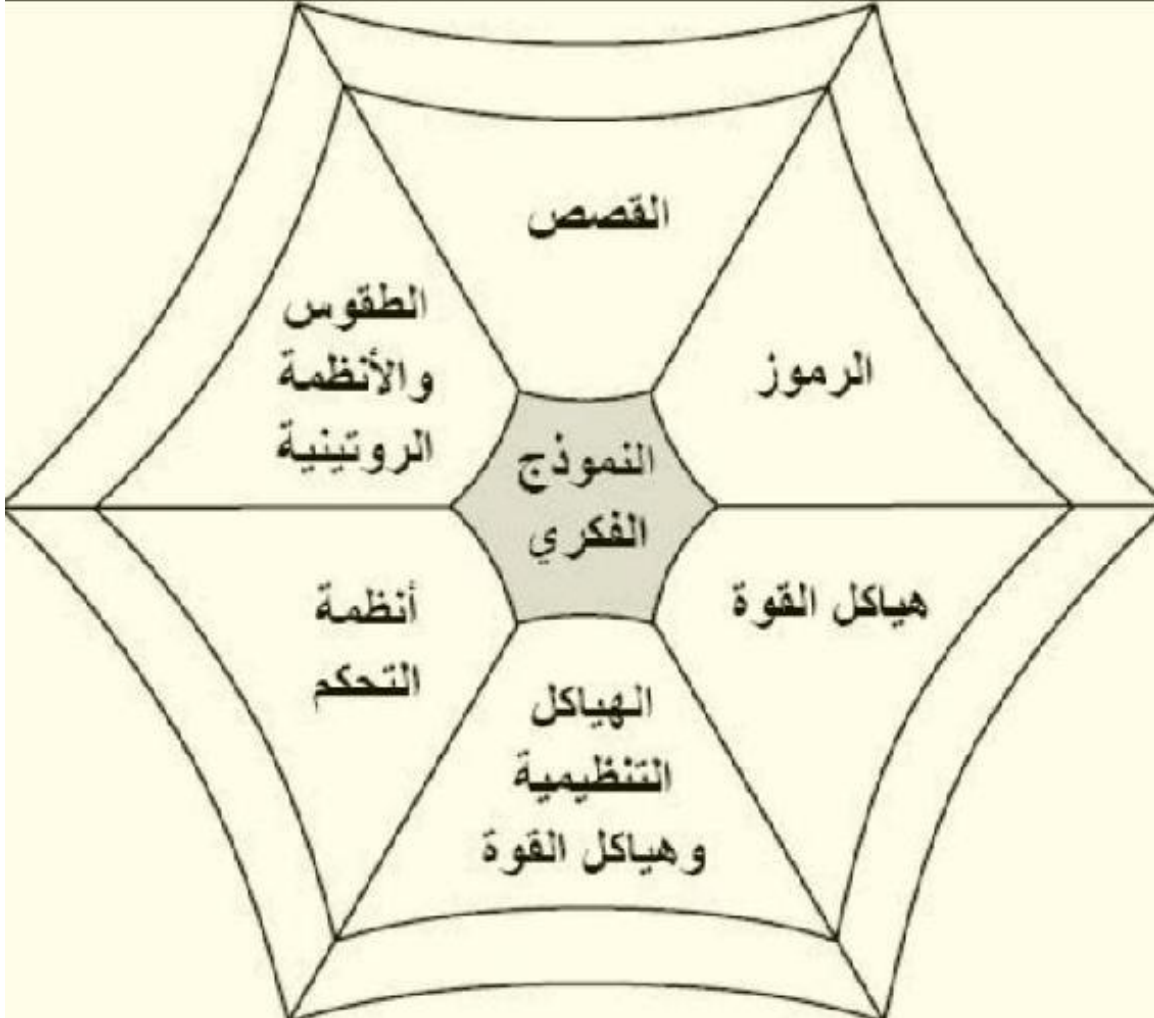 القصص
الرموز
الطقوس
والأنظمة
الروتينية
النموذج
الفكري
هياكل القوة
أنظمة
التحكم
الهياكل
التنظيمية
وهياكل القوة